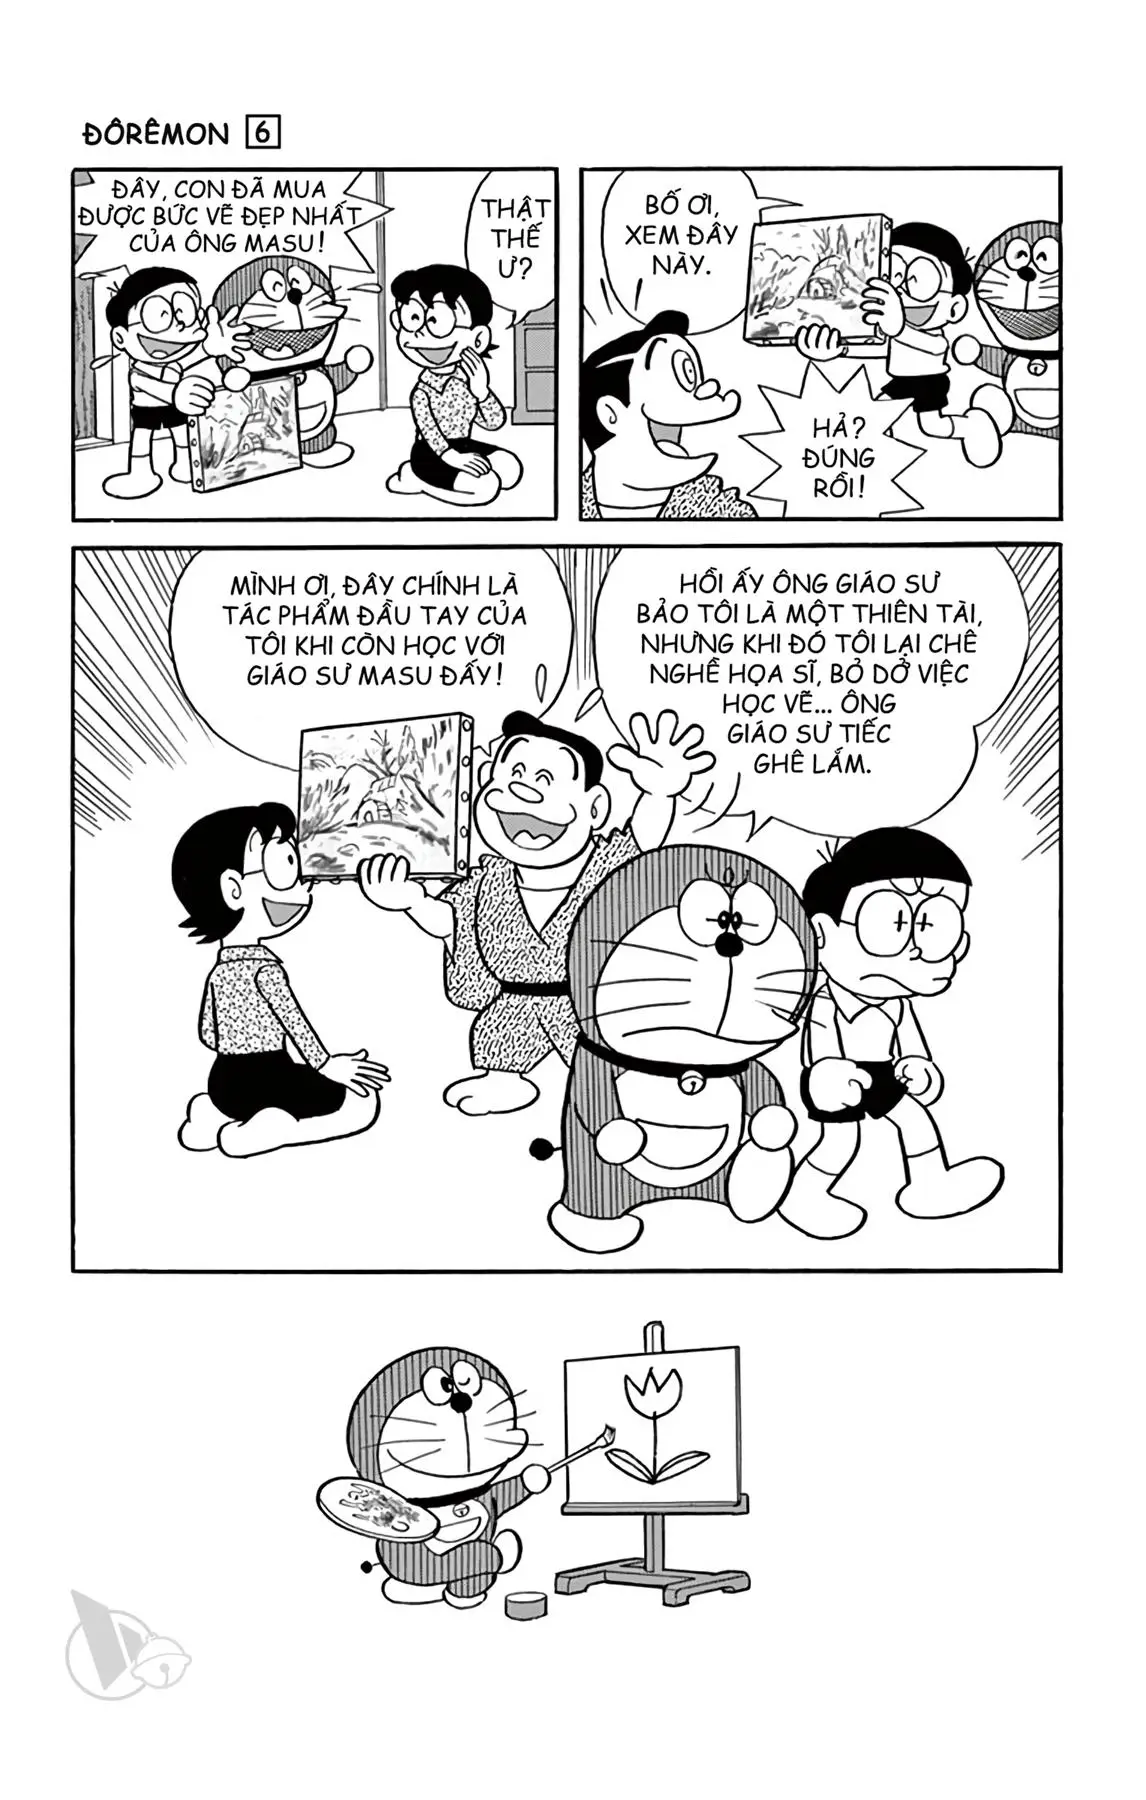 ĐÔRÊMON 6
ĐÂY, CON ĐÃ MUA
ĐƯỢC BỨC VẼ ĐẸP NHẤT
CỦA ÔNG MASU!
THẬT
THẾ
Ư?
BỐ ƠI,
XEM ĐÂY
NÀY.
HẢ?
ĐÚNG
RỒI!
MÌNH ƠI, ĐÂY CHÍNH LÀ
TÁC PHẨM ĐẦU TAY CỦA
TÔI KHI CÒN HỌC VỚI
GIÁO SƯ MASU ĐẤY!
HỒI ẤY ÔNG GIÁO SƯ
BẢO TÔI LÀ MỘT THIÊN TÀI,
NHƯNG KHI ĐÓ TÔI LẠI CHÊ
NGHỀ HỌA SĨ, BỎ DỞ VIỆC
HỌC VẼ... ÔNG
GIÁO SƯ TIẾC
GHÊ LẮM.